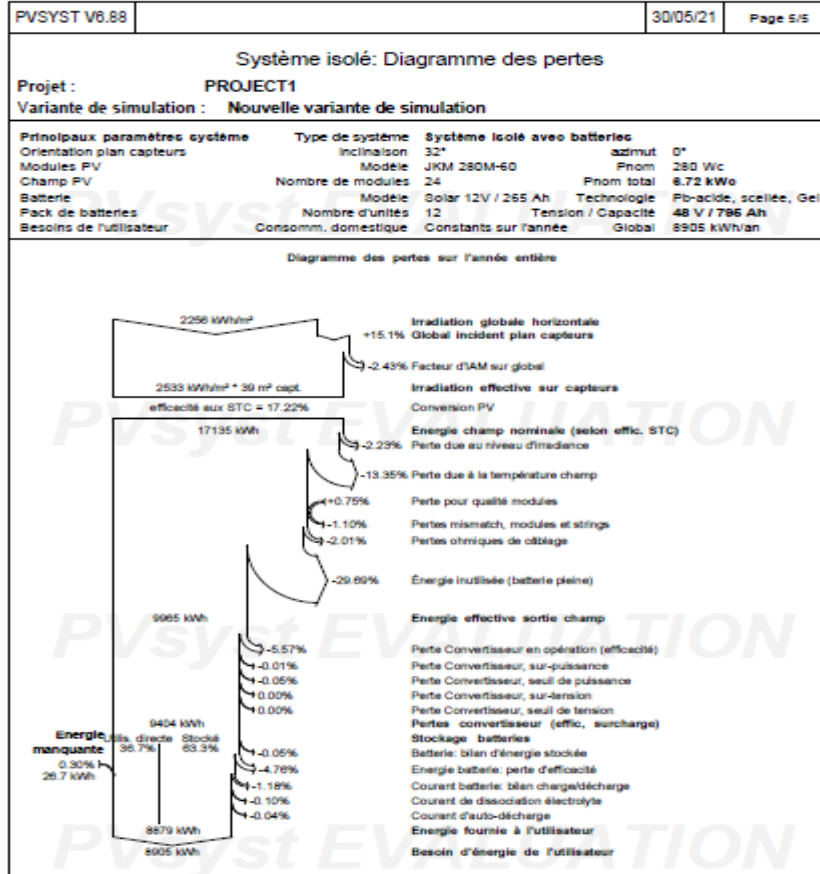 PVSYST V6.88 30/05/21 Page 5/5
Système isolé: Diagramme des pertes
Projet : PROJECT1
Variante de simulation : Nouvelle variante de simulation
Principaux paramètres système Type de système Système isolé avec batteries
Orientation plan capteurs inclinaison 32° azimut 0°
Modules PV Modèle JKM 280M-60 Pnom 280 Wc
Champ PV Nombre de modules 24 Pnom total 6.72 kWc
Batterie Modèle Solar 12V / 265 Ah Technologie Pb-acide, scellée, Gel
Pack de batteries Nombre d'unités 12 Tension / Capacité 48 V / 795 Ah
Besoins de l'utilisateur Consomm. domestique Constants sur l'année Global 8905 kWh/an
Diagramme des pertes sur l'année entière
2256 kWh/m² Irradiation globale horizontale
+15.1% Global incident plan capteurs
-2.43% Facteur d'IAM sur global
2533 kWh/m² * 39 m² capt. Irradiation effective sur capteurs
efficacité aux STC = 17.22% Conversion PV
PVsyst EVALUATION
17135 kWh Energie champ nominale (selon effic. STC)
-2.23% Perte due au niveau d'irradiance
-13.35% Perte due à la température champ
+0.75% Perte pour qualité modules
-1.10% Pertes mismatch, modules et strings
-2.01% Pertes ohmiques de câblage
-29.69% Énergie inutilisée (batterie pleine)
9965 kWh Energie effective sortie champ
PVsyst EVALUATION
-5.57% Perte Convertisseur en opération (efficacité)
-0.01% Perte Convertisseur, sur-puissance
-0.05% Perte Convertisseur, seuil de puissance
0.00% Perte Convertisseur, sur-tension
0.00% Perte Convertisseur, seuil de tension
9404 kWh Pertes convertisseur (effic, surcharge)
Energie manquante Utilis. directe Stocké Stockage batteries
36.7% 63.3% -0.05% Batterie: bilan d'énergie stockée
0.30% -4.76% Energie batterie: perte d'efficacité
26.7 kWh -1.18% Courant batterie: bilan charge/décharge
-0.10% Courant de dissociation électrolyte
-0.04% Courant d'auto-décharge
8879 kWh Energie fournie à l'utilisateur
8905 kWh Besoin d'énergie de l'utilisateur
PVsyst EVALUATION